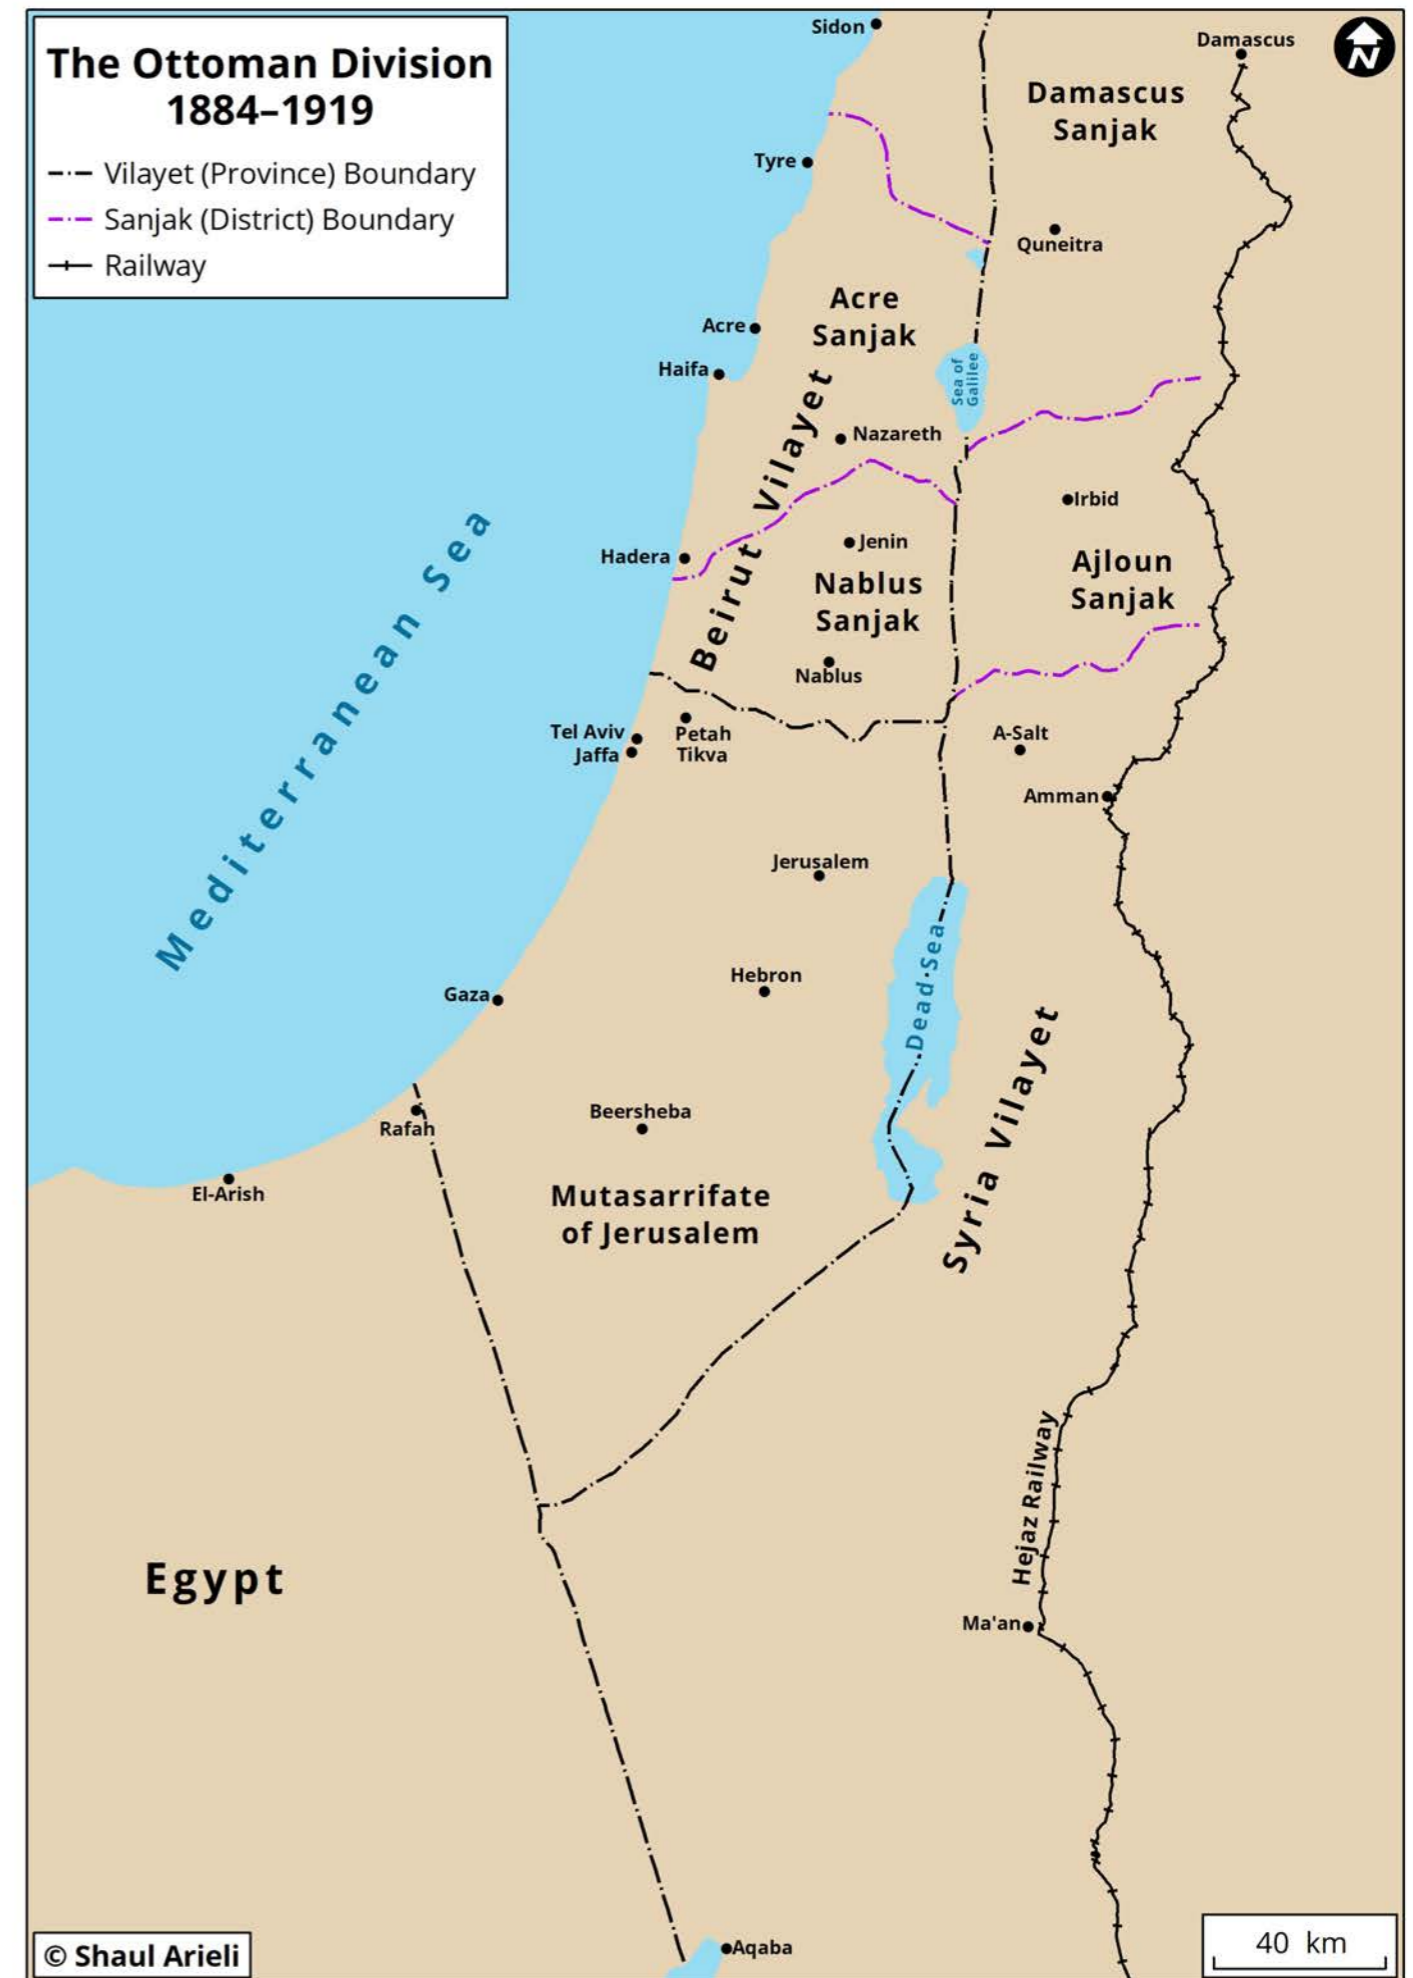 The Ottoman Division
1884–1919
Vilayet (Province) Boundary
Sanjak (District) Boundary
Railway
N
Sidon
Damascus
Damascus
Sanjak
Tyre
Quneitra
Acre
Sanjak
Acre
Haifa
Sea of
Galilee
Nazareth
Beirut Vilayet
Irbid
Jenin
Hadera
Ajloun
Sanjak
Nablus
Sanjak
Nablus
Mediterranean Sea
Tel Aviv
Jaffa
Petah
Tikva
A-Salt
Amman
Jerusalem
Dead Sea
Hebron
Gaza
Syria Vilayet
Beersheba
Rafah
El-Arish
Mutasarrifate
of Jerusalem
Hejaz Railway
Egypt
Ma'an
Aqaba
© Shaul Arieli
40 km